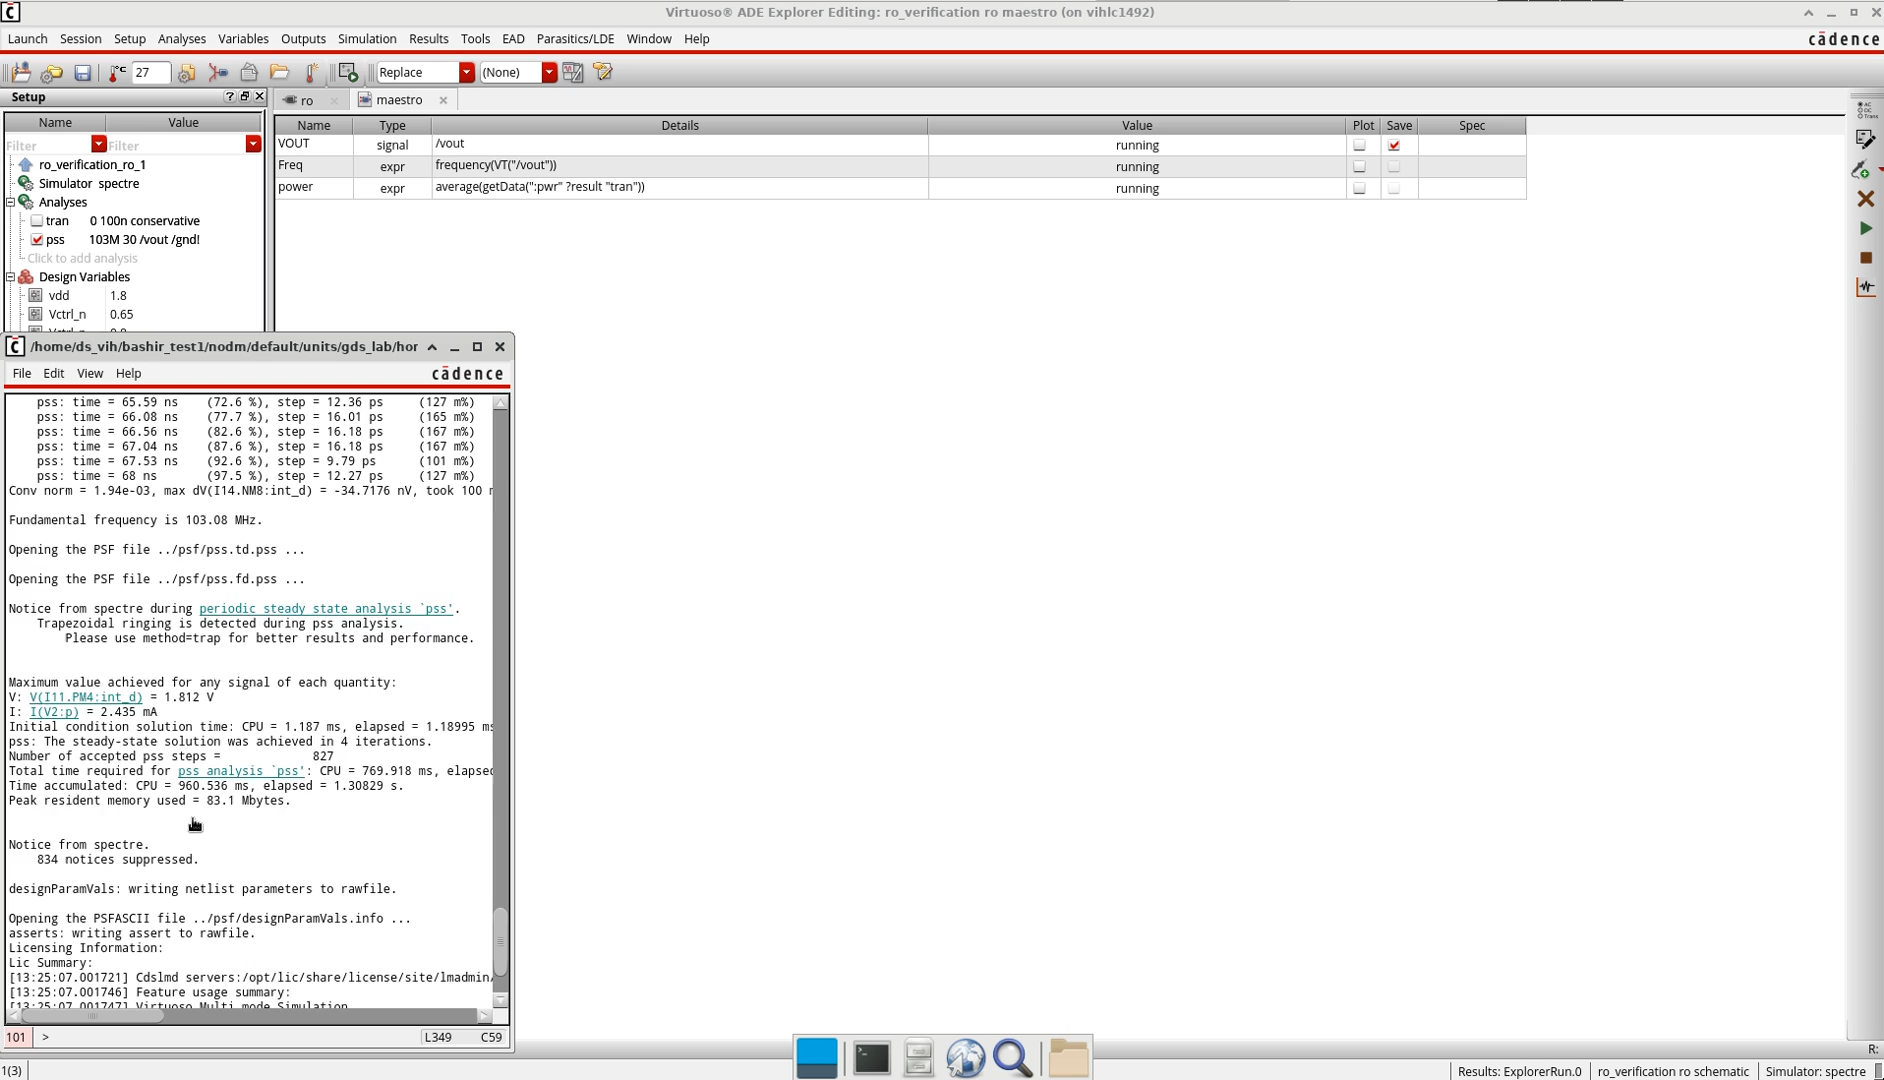 Virtuoso® ADE Explorer Editing: ro_verification ro maestro (on vihlc1492)
Launch Session Setup Analyses Variables Outputs Simulation Results Tools EAD Parasitics/LDE Window Help
cādence
27
Replace
(None)
Setup
ro
maestro
Name Value
Filter Filter
ro_verification_ro_1
Simulator spectre
Analyses
tran 0 100n conservative
pss 103M 30 /vout /gnd!
Click to add analysis
Design Variables
vdd 1.8
Vctrl_n 0.65
Name Type Details Value Plot Save Spec
VOUT signal /vout running
Freq expr frequency(VT("/vout")) running
power expr average(getData(":pwr" ?result "tran")) running
/home/ds_vih/bashir_test1/nodm/default/units/gds_lab/hor
File Edit View Help
cādence
pss: time = 65.59 ns (72.6 %), step = 12.36 ps (127 m%)
pss: time = 66.08 ns (77.7 %), step = 16.01 ps (165 m%)
pss: time = 66.56 ns (82.6 %), step = 16.18 ps (167 m%)
pss: time = 67.04 ns (87.6 %), step = 16.18 ps (167 m%)
pss: time = 67.53 ns (92.6 %), step = 9.79 ps (101 m%)
pss: time = 68 ns (97.5 %), step = 12.27 ps (127 m%)
Conv norm = 1.94e-03, max dV(I14.NM8:int_d) = -34.7176 nV, took 100
Fundamental frequency is 103.08 MHz.
Opening the PSF file ../psf/pss.td.pss ...
Opening the PSF file ../psf/pss.fd.pss ...
Notice from spectre during periodic steady state analysis `pss'.
Trapezoidal ringing is detected during pss analysis.
Please use method=trap for better results and performance.
Maximum value achieved for any signal of each quantity:
V: V(I11.PM4:int_d) = 1.812 V
I: I(V2:p) = 2.435 mA
Initial condition solution time: CPU = 1.187 ms, elapsed = 1.18995 ms
pss: The steady-state solution was achieved in 4 iterations.
Number of accepted pss steps = 827
Total time required for pss analysis `pss': CPU = 769.918 ms, elapsed
Time accumulated: CPU = 960.536 ms, elapsed = 1.30829 s.
Peak resident memory used = 83.1 Mbytes.
Notice from spectre.
834 notices suppressed.
designParamVals: writing netlist parameters to rawfile.
Opening the PSFASCII file ../psf/designParamVals.info ...
asserts: writing assert to rawfile.
Licensing Information:
Lic Summary:
[13:25:07.001721] Cdslmd servers:/opt/lic/share/license/site/lmadmin/
[13:25:07.001746] Feature usage summary:
[13:25:07.001747] Virtuoso Multi mode Simulation
101 > L349 C59
R:
1(3)
Results: ExplorerRun.0 ro_verification ro schematic Simulator: spectre